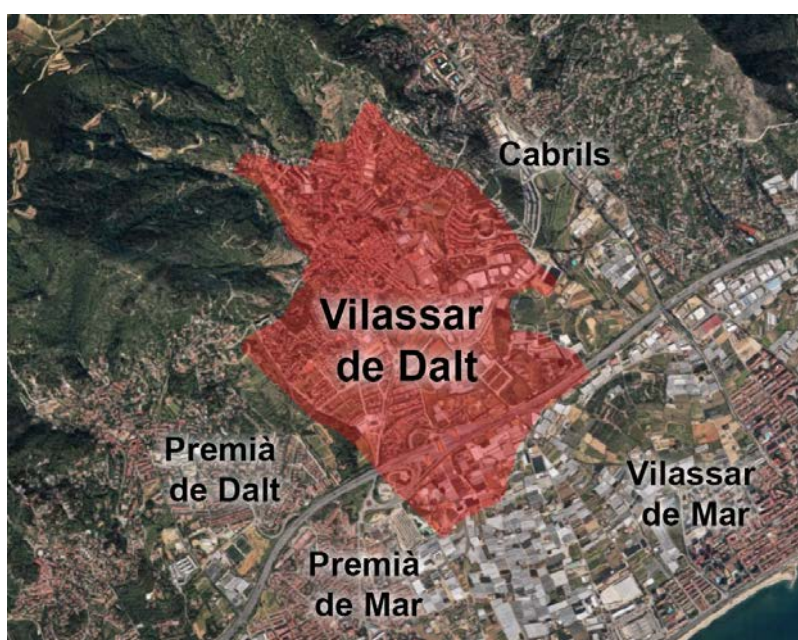 Cabrils
Vilassar
de Dalt
Premià
de Dalt
Vilassar
de Mar
Premià
de Mar